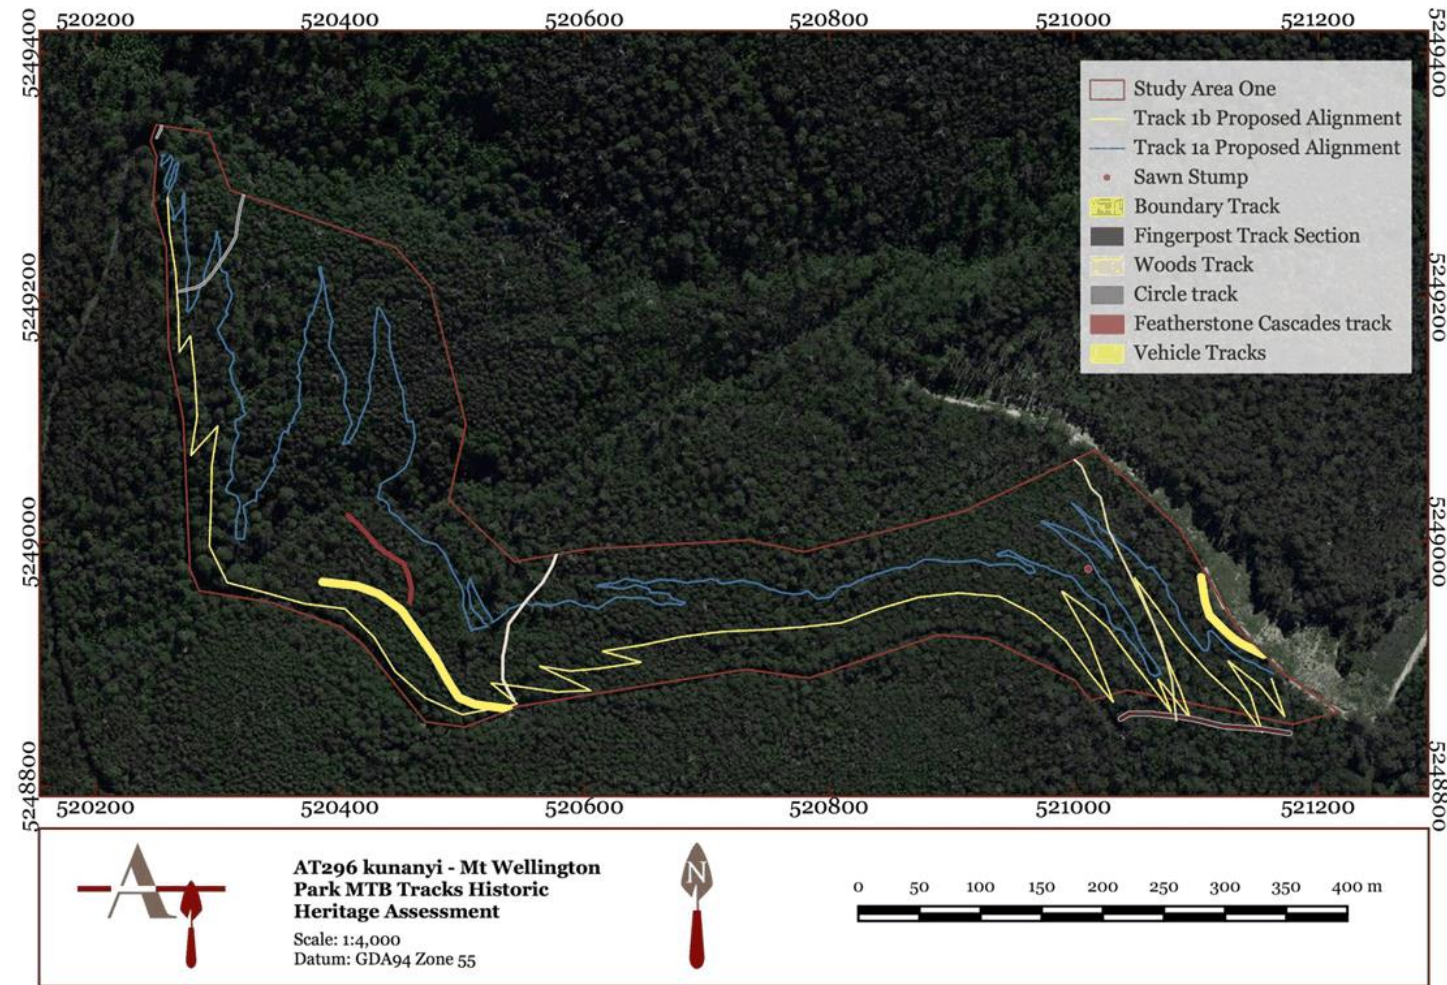 520200 520400 520600 520800 521000 521200
5249400
5249400
Study Area One
Track 1b Proposed Alignment
Track 1a Proposed Alignment
Sawn Stump
Boundary Track
Fingerpost Track Section
Woods Track
Circle track
Featherstone Cascades track
Vehicle Tracks
5249200
5249200
5249000
5249000
5248800
5248800
520200 520400 520600 520800 521000 521200
A
AT296 kunanyi - Mt Wellington
Park MTB Tracks Historic
Heritage Assessment
Scale: 1:4,000
Datum: GDA94 Zone 55
N
0 50 100 150 200 250 300 350 400 m